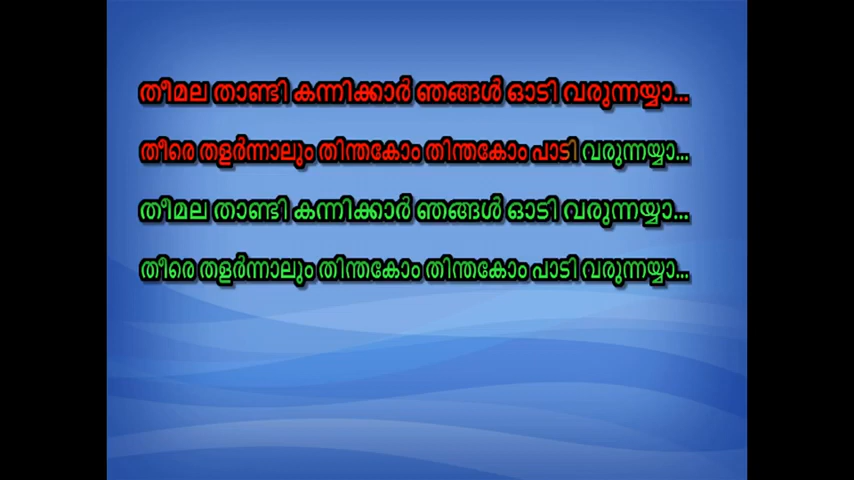 തീമല താണ്ടി കന്നിക്കാർ ഞങ്ങൾ ഓടി വരുന്നയ്യാ...
തീരെ തളർന്നാലും തിന്തകോം തിന്തകോം പാടി വരുന്നയ്യാ...
തീമല താണ്ടി കന്നിക്കാർ ഞങ്ങൾ ഓടി വരുന്നയ്യാ...
തീരെ തളർന്നാലും തിന്തകോം തിന്തകോം പാടി വരുന്നയ്യാ...